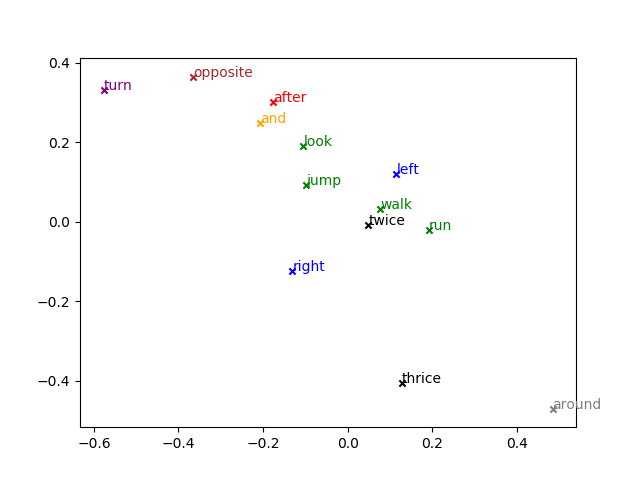 0.4
0.2
0.0
−0.2
−0.4
−0.6
−0.4
−0.2
0.0
0.2
0.4
turn
opposite
after
and
look
left
jump
walk
twice
run
right
thrice
around